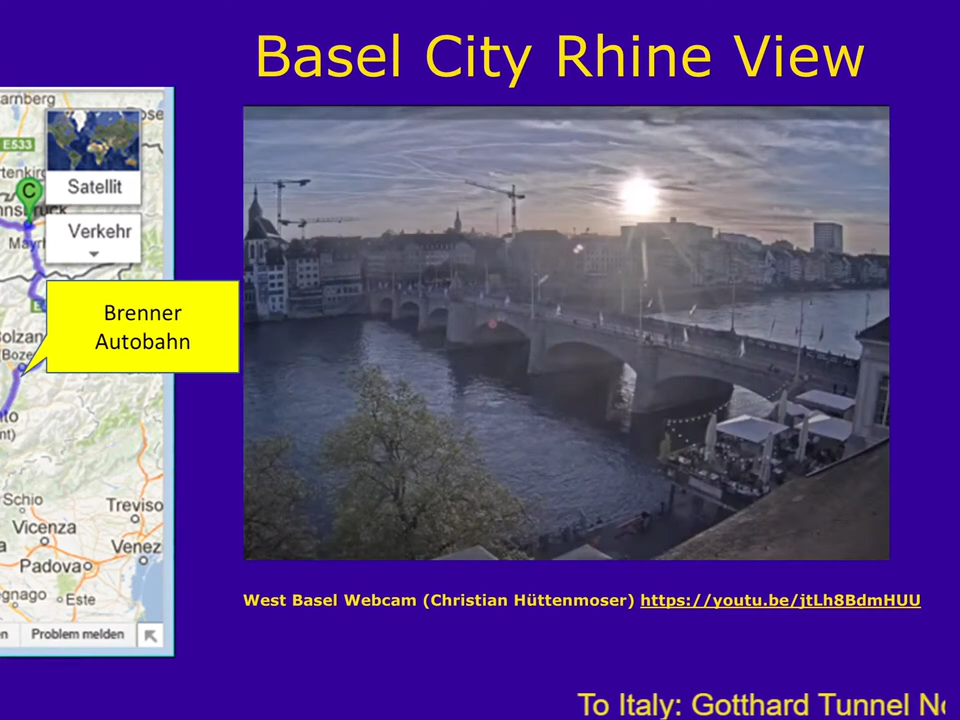 Basel City Rhine View
arnberg
E533
Satellit
C
Verkehr
Brenner
Autobahn
Schio
Vicenza
Treviso
Padova
Este
Problem melden
West Basel Webcam (Christian Hüttenmoser) https://youtu.be/jtLh8BdmHUU
To Italy: Gotthard Tunnel